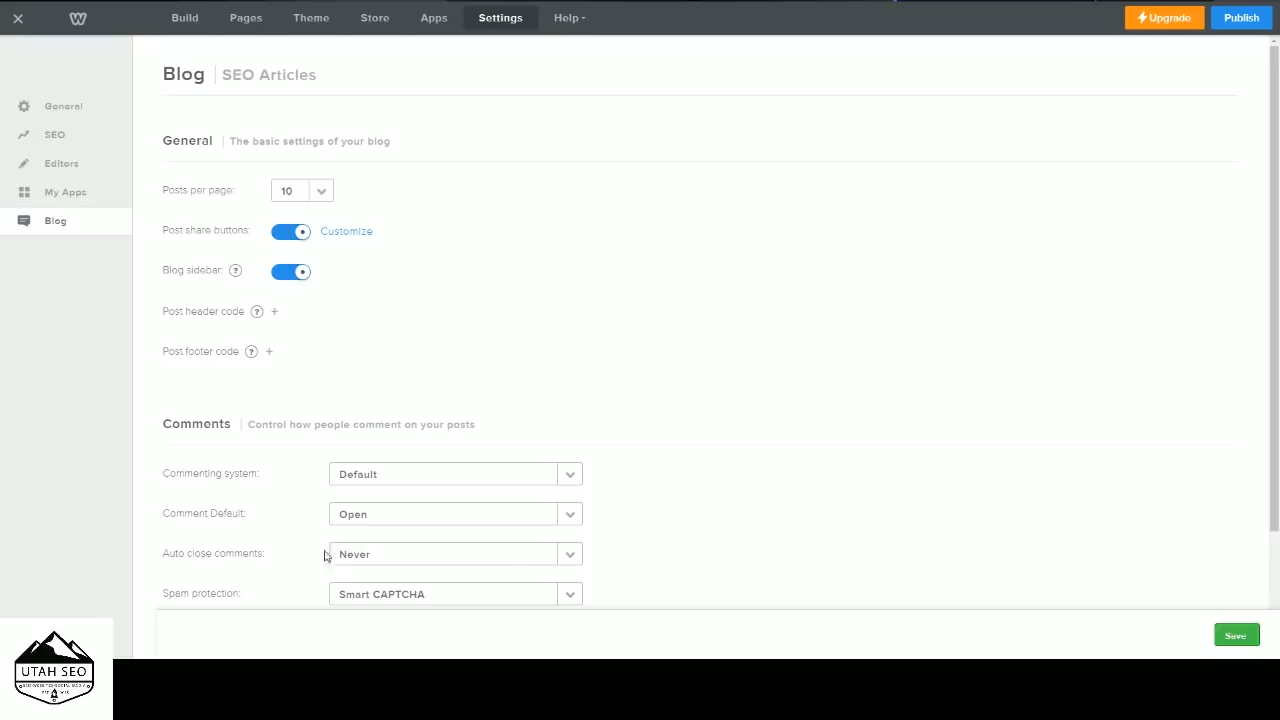 Build Pages Theme Store Apps Settings Help
Upgrade Publish
Blog SEO Articles
General
SEO
Editors
My Apps
Blog
General The basic settings of your blog
Posts per page: 10
Post share buttons: Customize
Blog sidebar: ?
Post header code ? +
Post footer code ? +
Comments Control how people comment on your posts
Commenting system: Default
Comment Default: Open
Auto close comments: Never
Spam protection: Smart CAPTCHA
Save
UTAH SEO